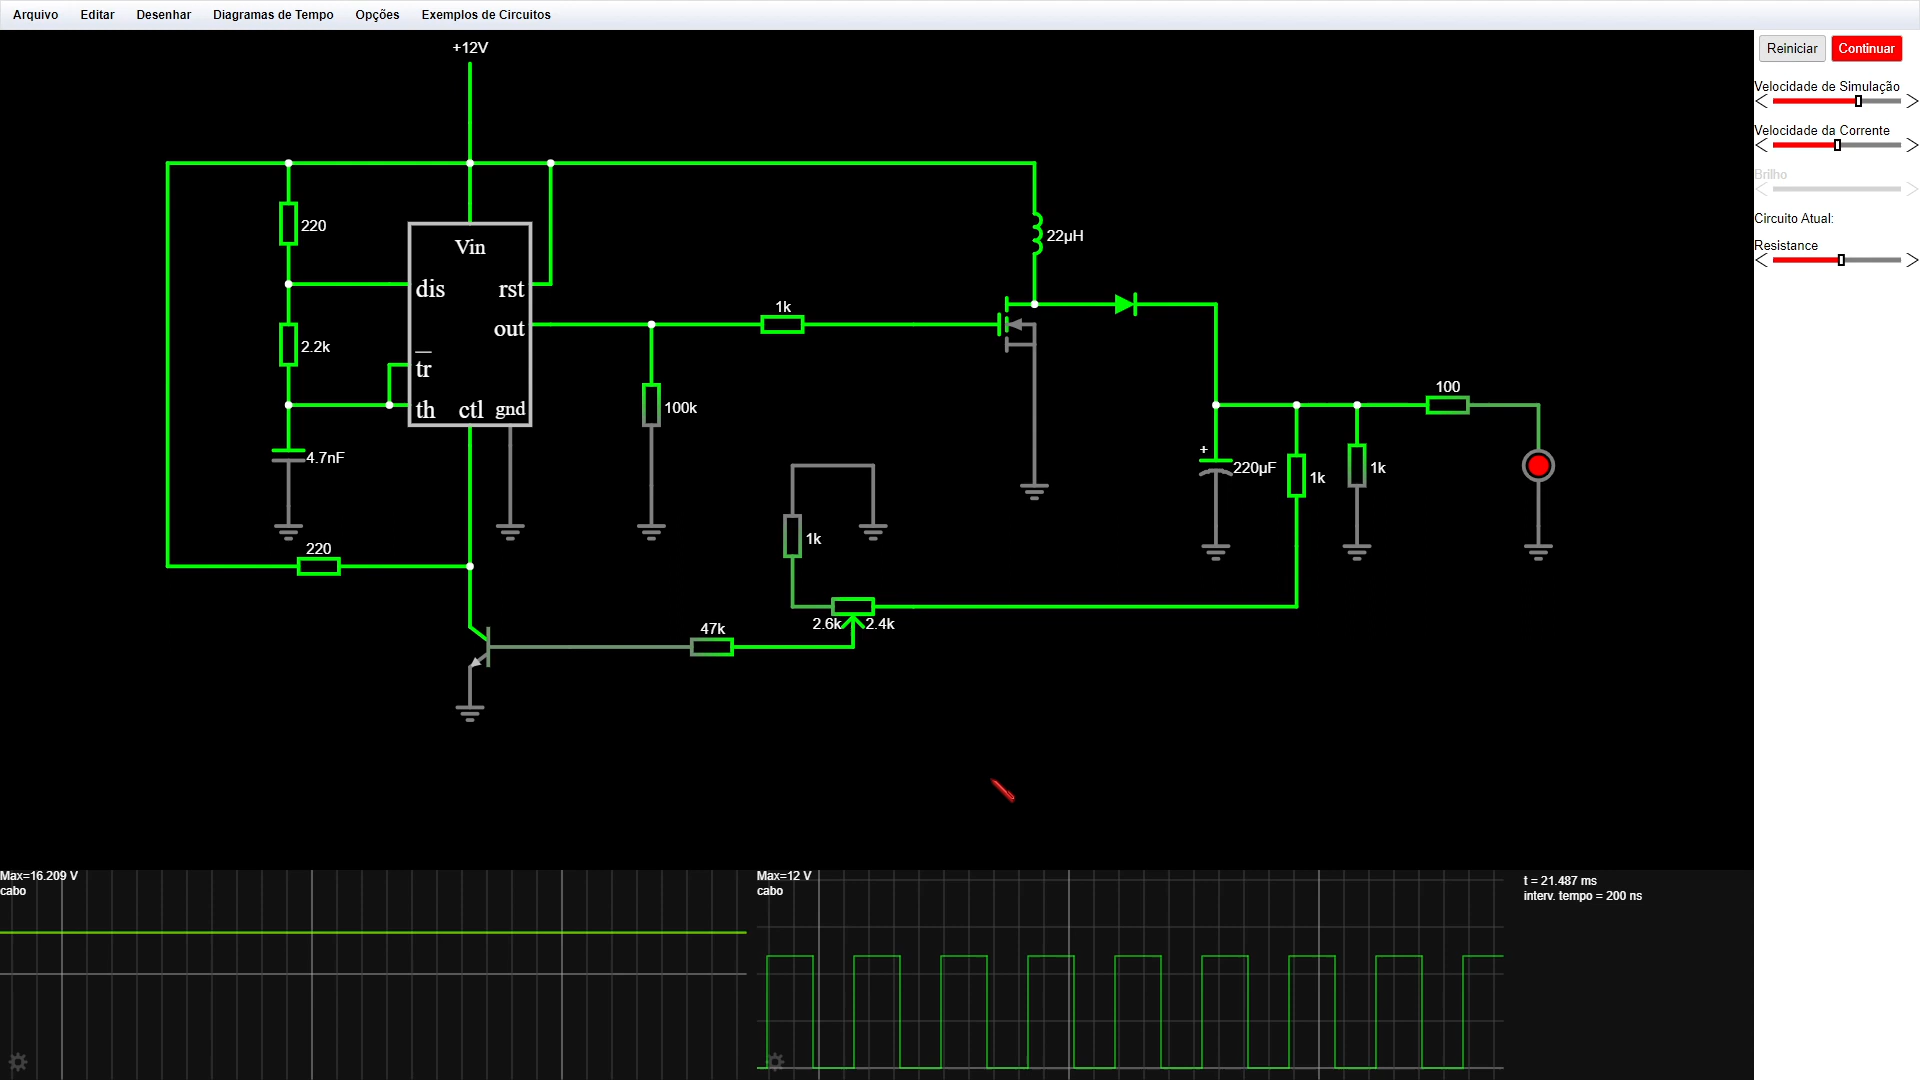 Arquivo Editar Desenhar Diagramas de Tempo Opções Exemplos de Circuitos
Reiniciar Continuar
Velocidade de Simulação
Velocidade da Corrente
Brilho
Circuito Atual:
Resistance
+12V
220
Vin
22μH
dis rst
1k
out
2.2k
tr
th ctl gnd
100k
4.7nF
100
+
220μF
1k
1k
1k
220
2.6k 2.4k
47k
Max=16.209 V
cabo
Max=12 V
cabo
t = 21.487 ms
interv. tempo = 200 ns